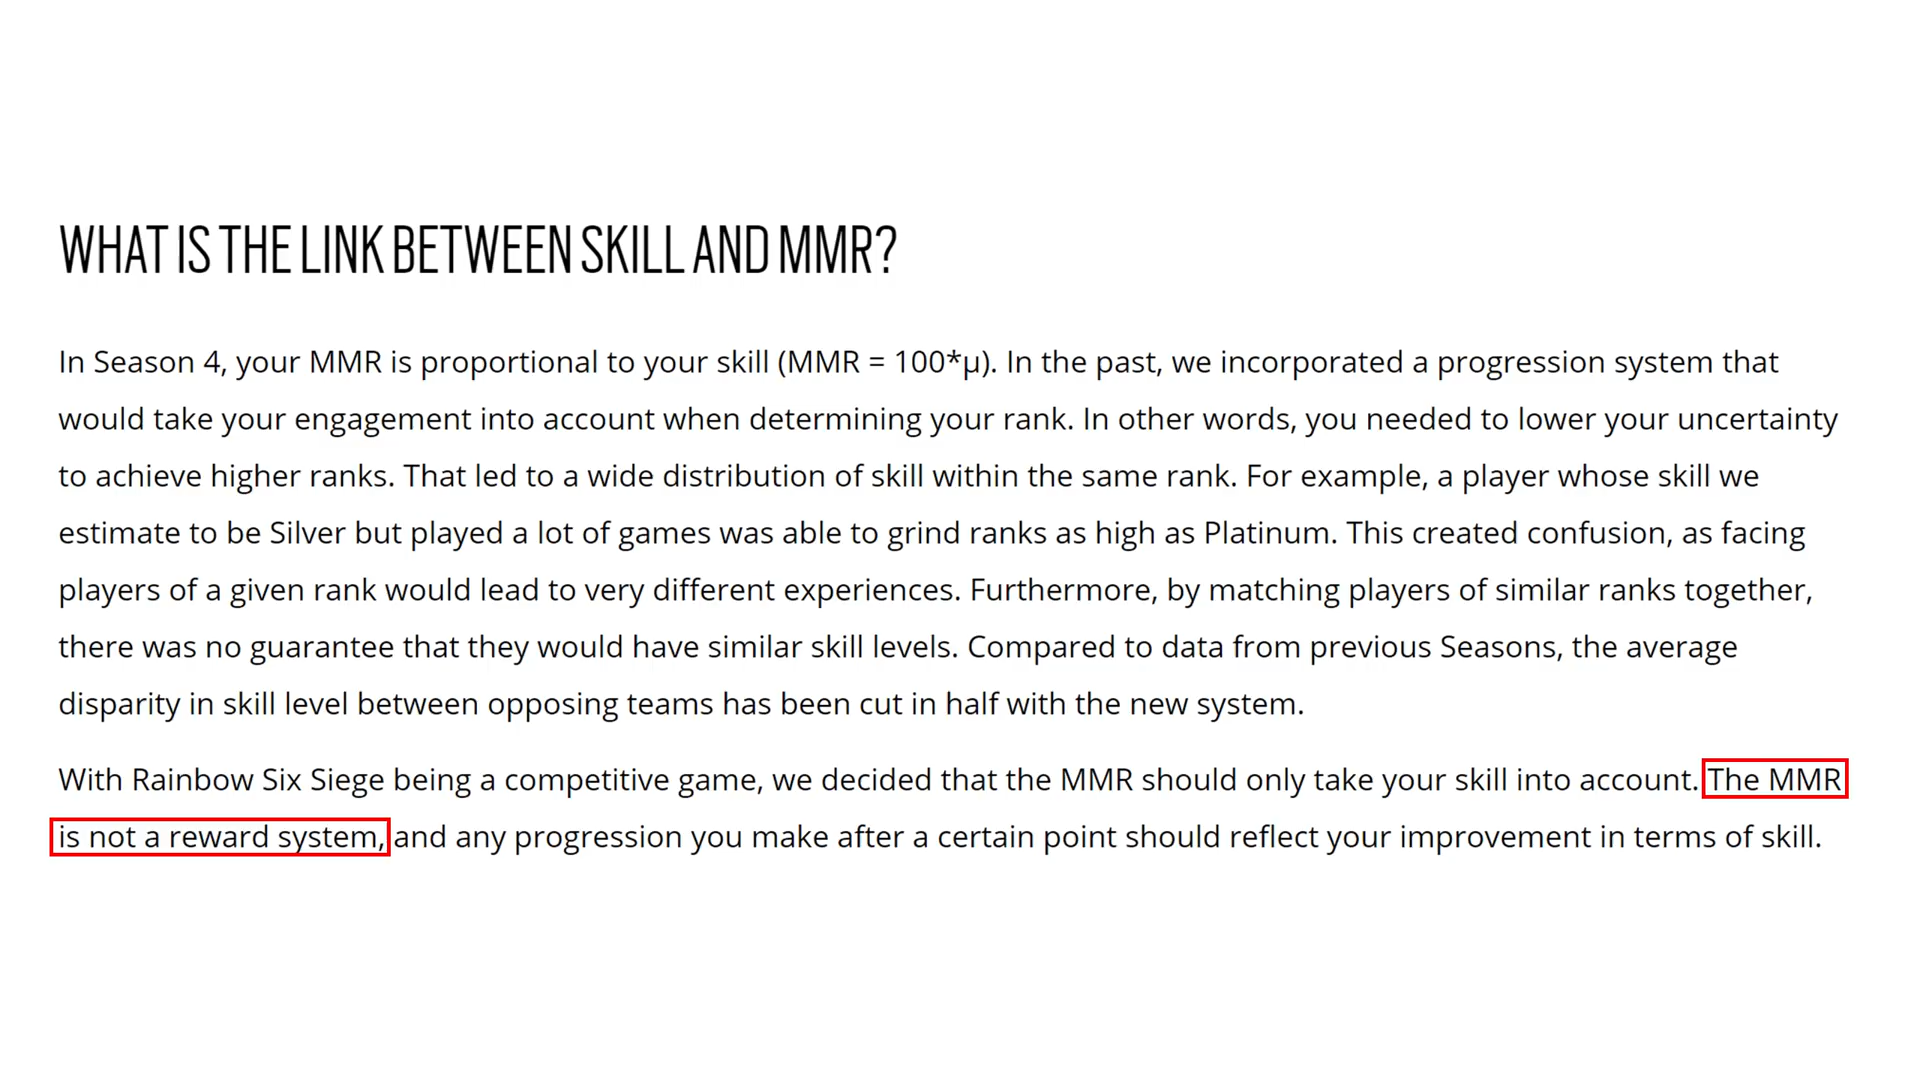 WHAT IS THE LINK BETWEEN SKILL AND MMR?
In Season 4, your MMR is proportional to your skill (MMR = 100*µ). In the past, we incorporated a progression system that
would take your engagement into account when determining your rank. In other words, you needed to lower your uncertainty
to achieve higher ranks. That led to a wide distribution of skill within the same rank. For example, a player whose skill we
estimate to be Silver but played a lot of games was able to grind ranks as high as Platinum. This created confusion, as facing
players of a given rank would lead to very different experiences. Furthermore, by matching players of similar ranks together,
there was no guarantee that they would have similar skill levels. Compared to data from previous Seasons, the average
disparity in skill level between opposing teams has been cut in half with the new system.
With Rainbow Six Siege being a competitive game, we decided that the MMR should only take your skill into account. The MMR
is not a reward system, and any progression you make after a certain point should reflect your improvement in terms of skill.